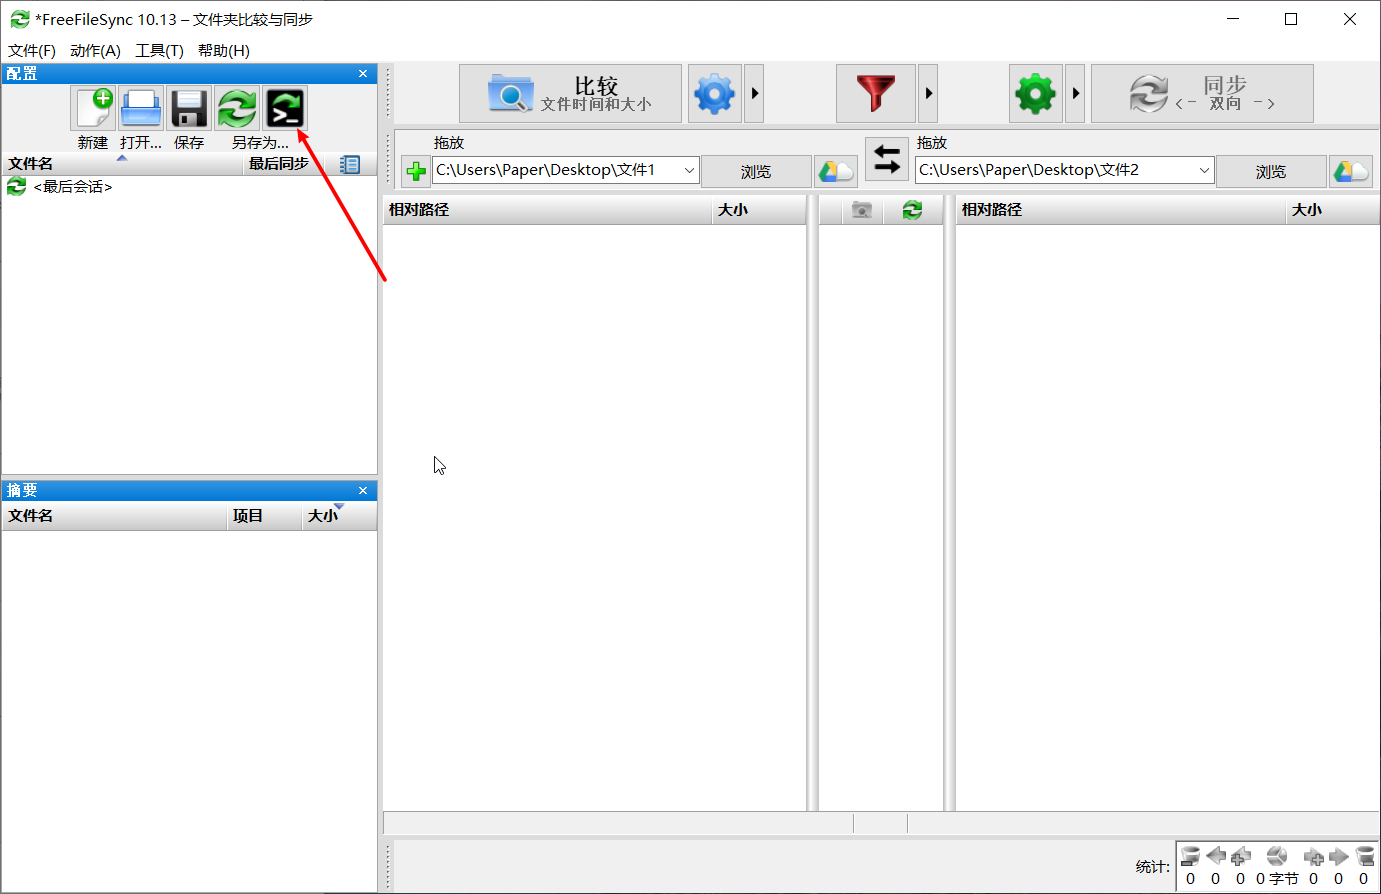 *FreeFileSync 10.13 – 文件夹比较与同步
文件(F) 动作(A) 工具(T) 帮助(H)
配置
新建 打开... 保存 另存为...
文件名 最后同步
<最后会话>
比较
文件时间和大小
同步
<- 双向 ->
拖放
C:\Users\Paper\Desktop\文件1 浏览
拖放
C:\Users\Paper\Desktop\文件2 浏览
相对路径 大小
相对路径 大小
摘要
文件名 项目 大小
统计:
0 0 0 0 字节 0 0 0